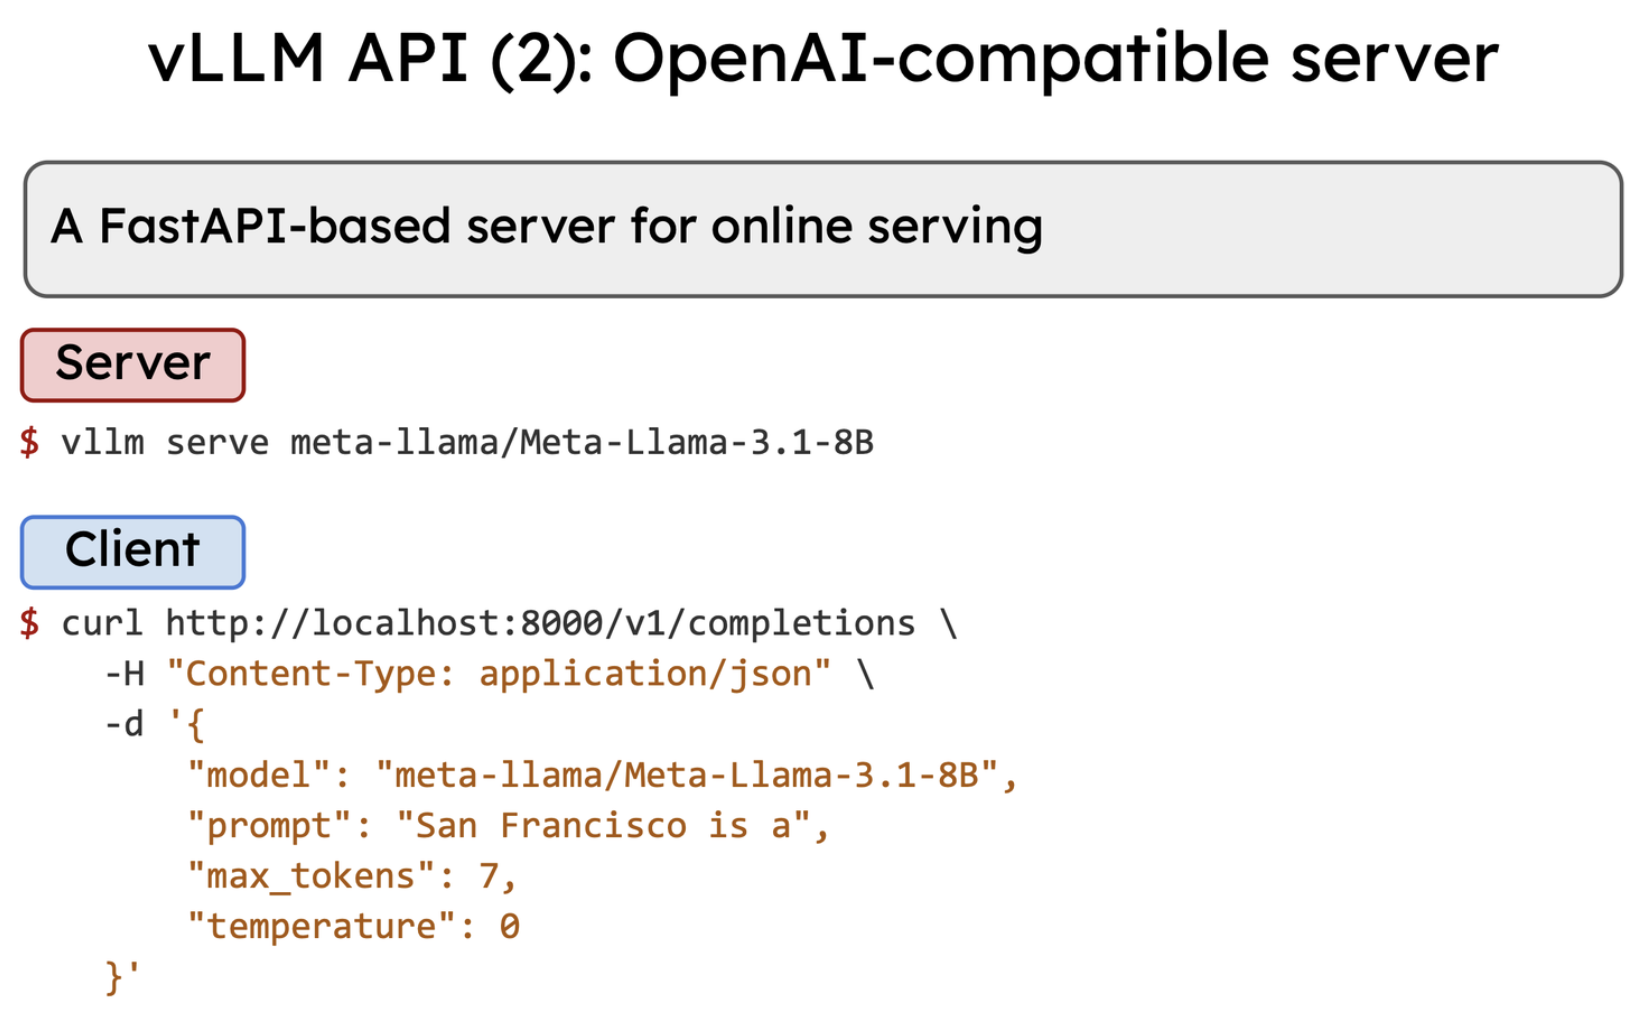 vLLM API (2): OpenAI-compatible server
A FastAPI-based server for online serving
Server
$ vllm serve meta-llama/Meta-Llama-3.1-8B
Client
$ curl http://localhost:8000/v1/completions \
    -H "Content-Type: application/json" \
    -d '{
        "model": "meta-llama/Meta-Llama-3.1-8B",
        "prompt": "San Francisco is a",
        "max_tokens": 7,
        "temperature": 0
    }'